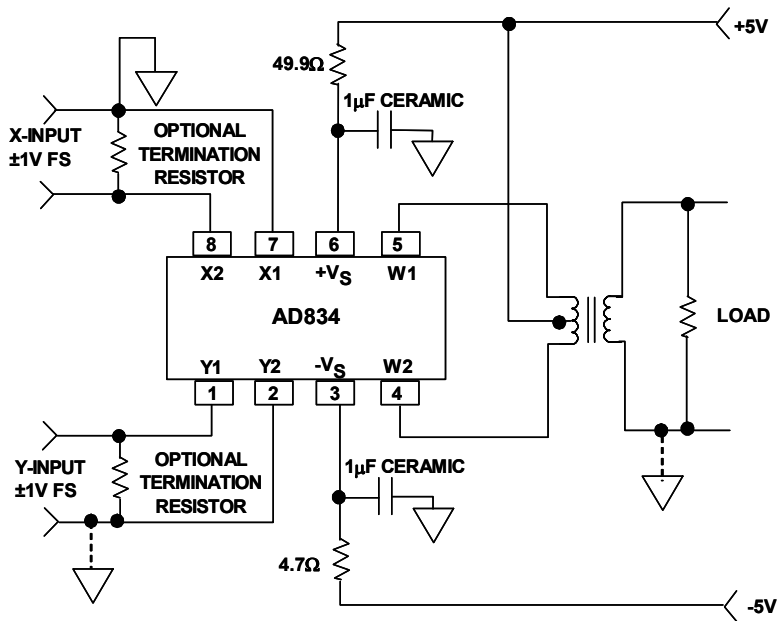 +5V
49.9Ω
1μF CERAMIC
X-INPUT
±1V FS
OPTIONAL
TERMINATION
RESISTOR
8
7
6
5
X2
X1
+VS
W1
AD834
LOAD
Y1
Y2
-VS
W2
1
2
3
4
Y-INPUT
±1V FS
OPTIONAL
TERMINATION
RESISTOR
1μF CERAMIC
4.7Ω
-5V